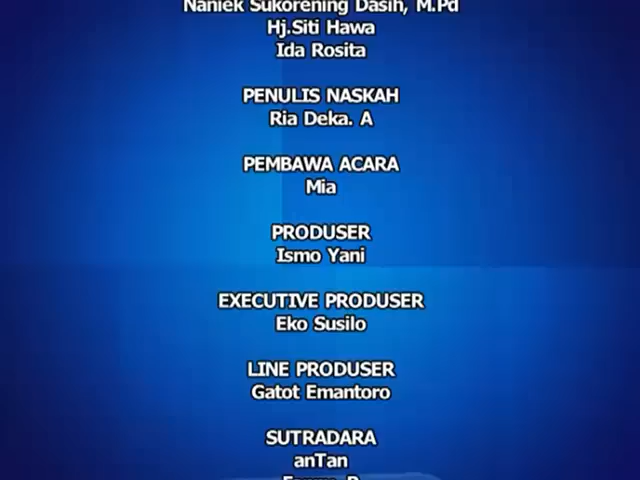 Naniek Sukorening Dasih, M.Pd
Hj.Siti Hawa
Ida Rosita
PENULIS NASKAH
Ria Deka. A
PEMBAWA ACARA
Mia
PRODUSER
Ismo Yani
EXECUTIVE PRODUSER
Eko Susilo
LINE PRODUSER
Gatot Emantoro
SUTRADARA
anTan